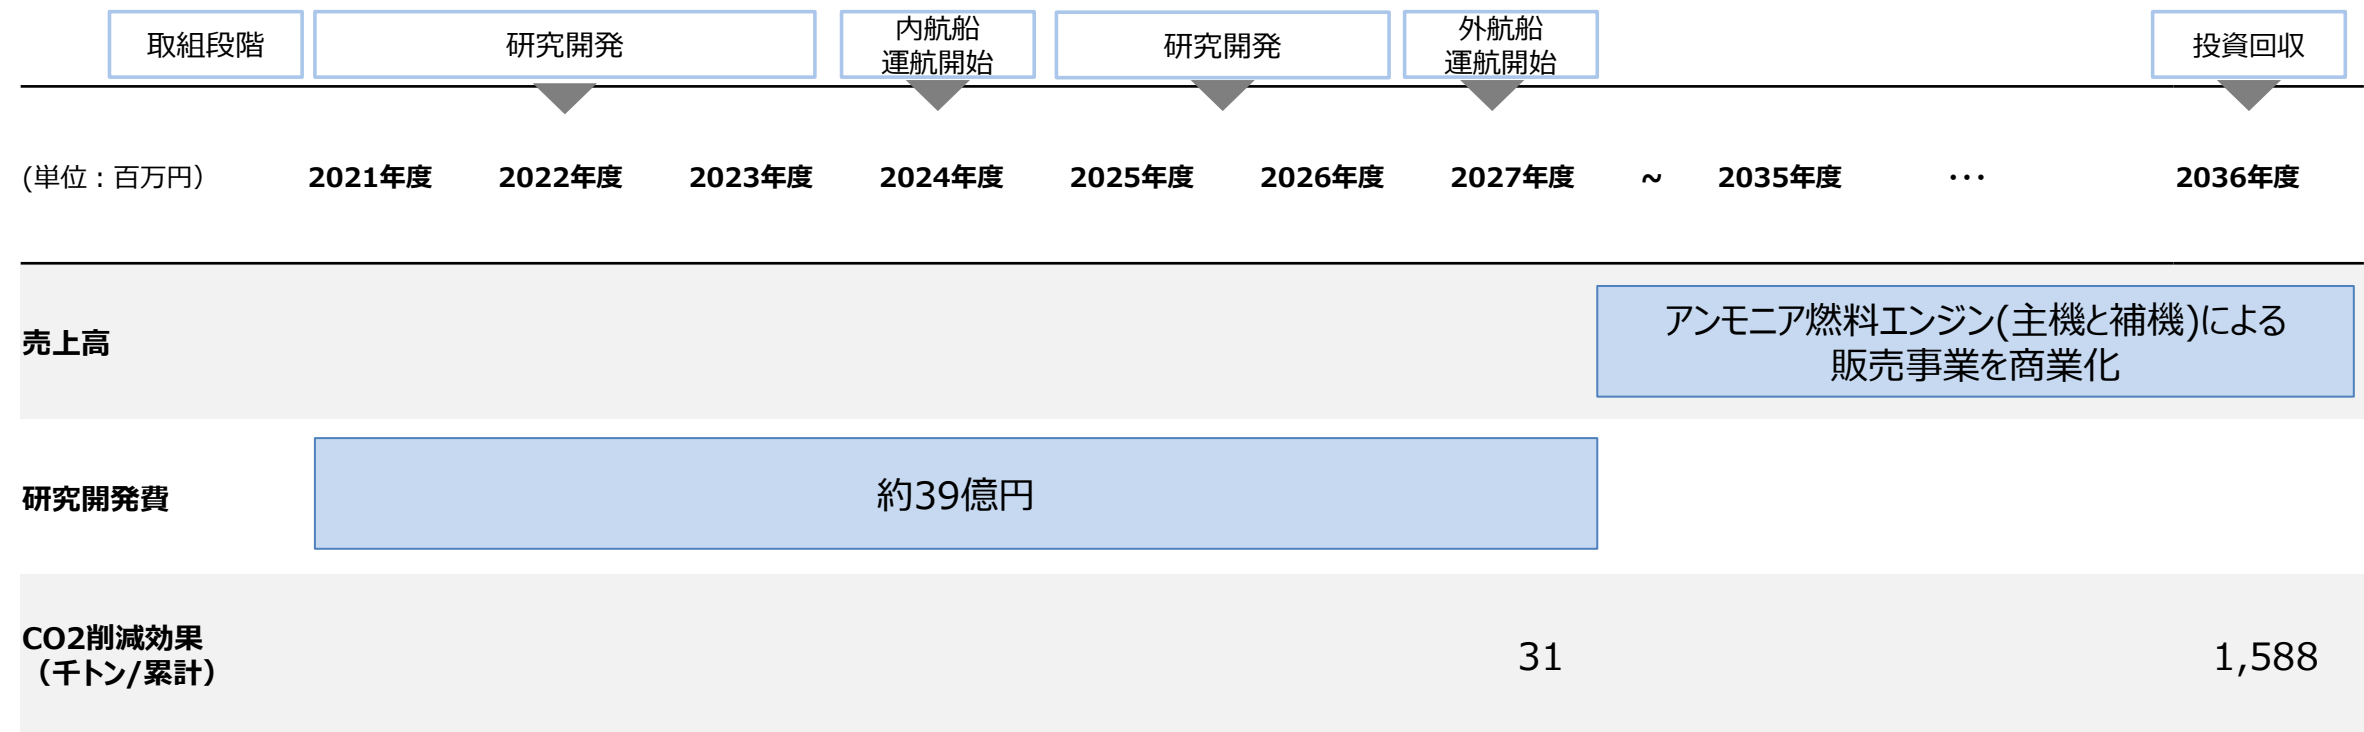 取組段階
研究開発
内航船
運航開始
研究開発
外航船
運航開始
投資回収
(単位：百万円）
2021年度
2022年度
2023年度
2024年度
2025年度
2026年度
2027年度
~
2035年度
･･･
2036年度
売上高
アンモニア燃料エンジン(主機と補機)による
販売事業を商業化
研究開発費
約39億円
CO2削減効果
（千トン/累計）
31
1,588